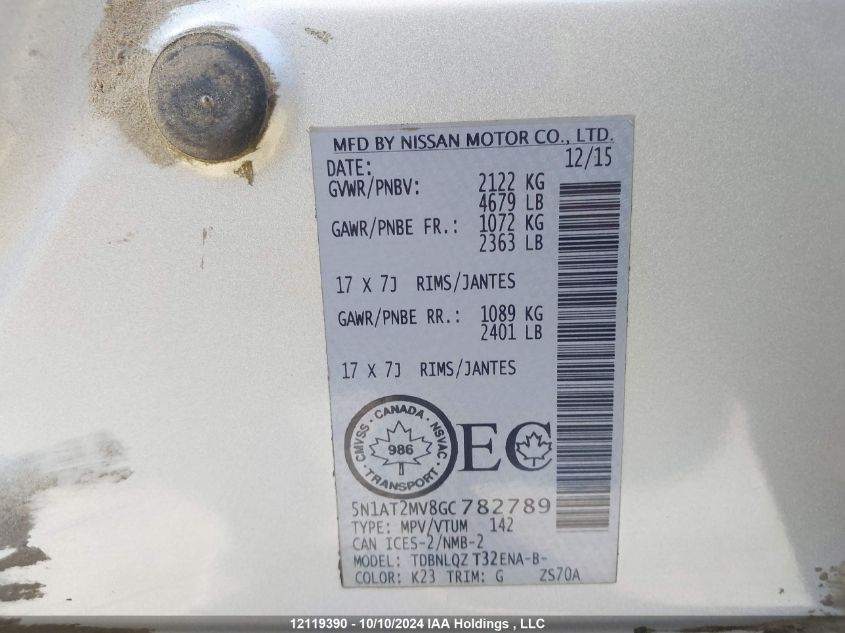 MFD BY NISSAN MOTOR CO., LTD.
DATE: 12/15
GVWR/PNBV: 2122 KG
4679 LB
GAWR/PNBE FR.: 1072 KG
2363 LB
17 X 7J RIMS/JANTES
GAWR/PNBE RR.: 1089 KG
2401 LB
17 X 7J RIMS/JANTES
CMVSS · CANADA · NSVAC
986
TRANSPORT
EC
5N1AT2MV8GC782789
TYPE: MPV/VTUM 142
CAN ICES-2/NMB-2
MODEL: TDBNLQZ T32ENA-B-
COLOR: K23 TRIM: G ZS70A
12119390 - 10/10/2024 IAA Holdings , LLC